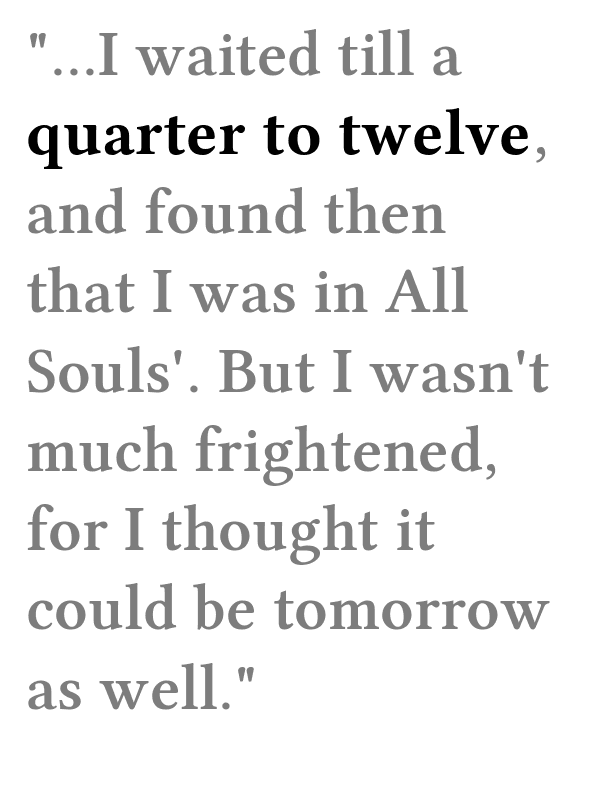 "...I waited till a
quarter to twelve,
and found then
that I was in All
Souls'. But I wasn't
much frightened,
for I thought it
could be tomorrow
as well."